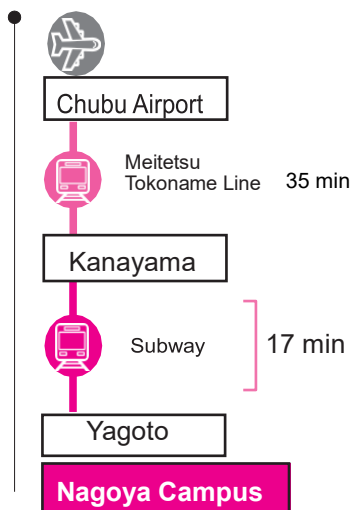 Chubu Airport
Meitetsu
Tokoname Line 35 min
Kanayama
Subway 17 min
Yagoto
Nagoya Campus